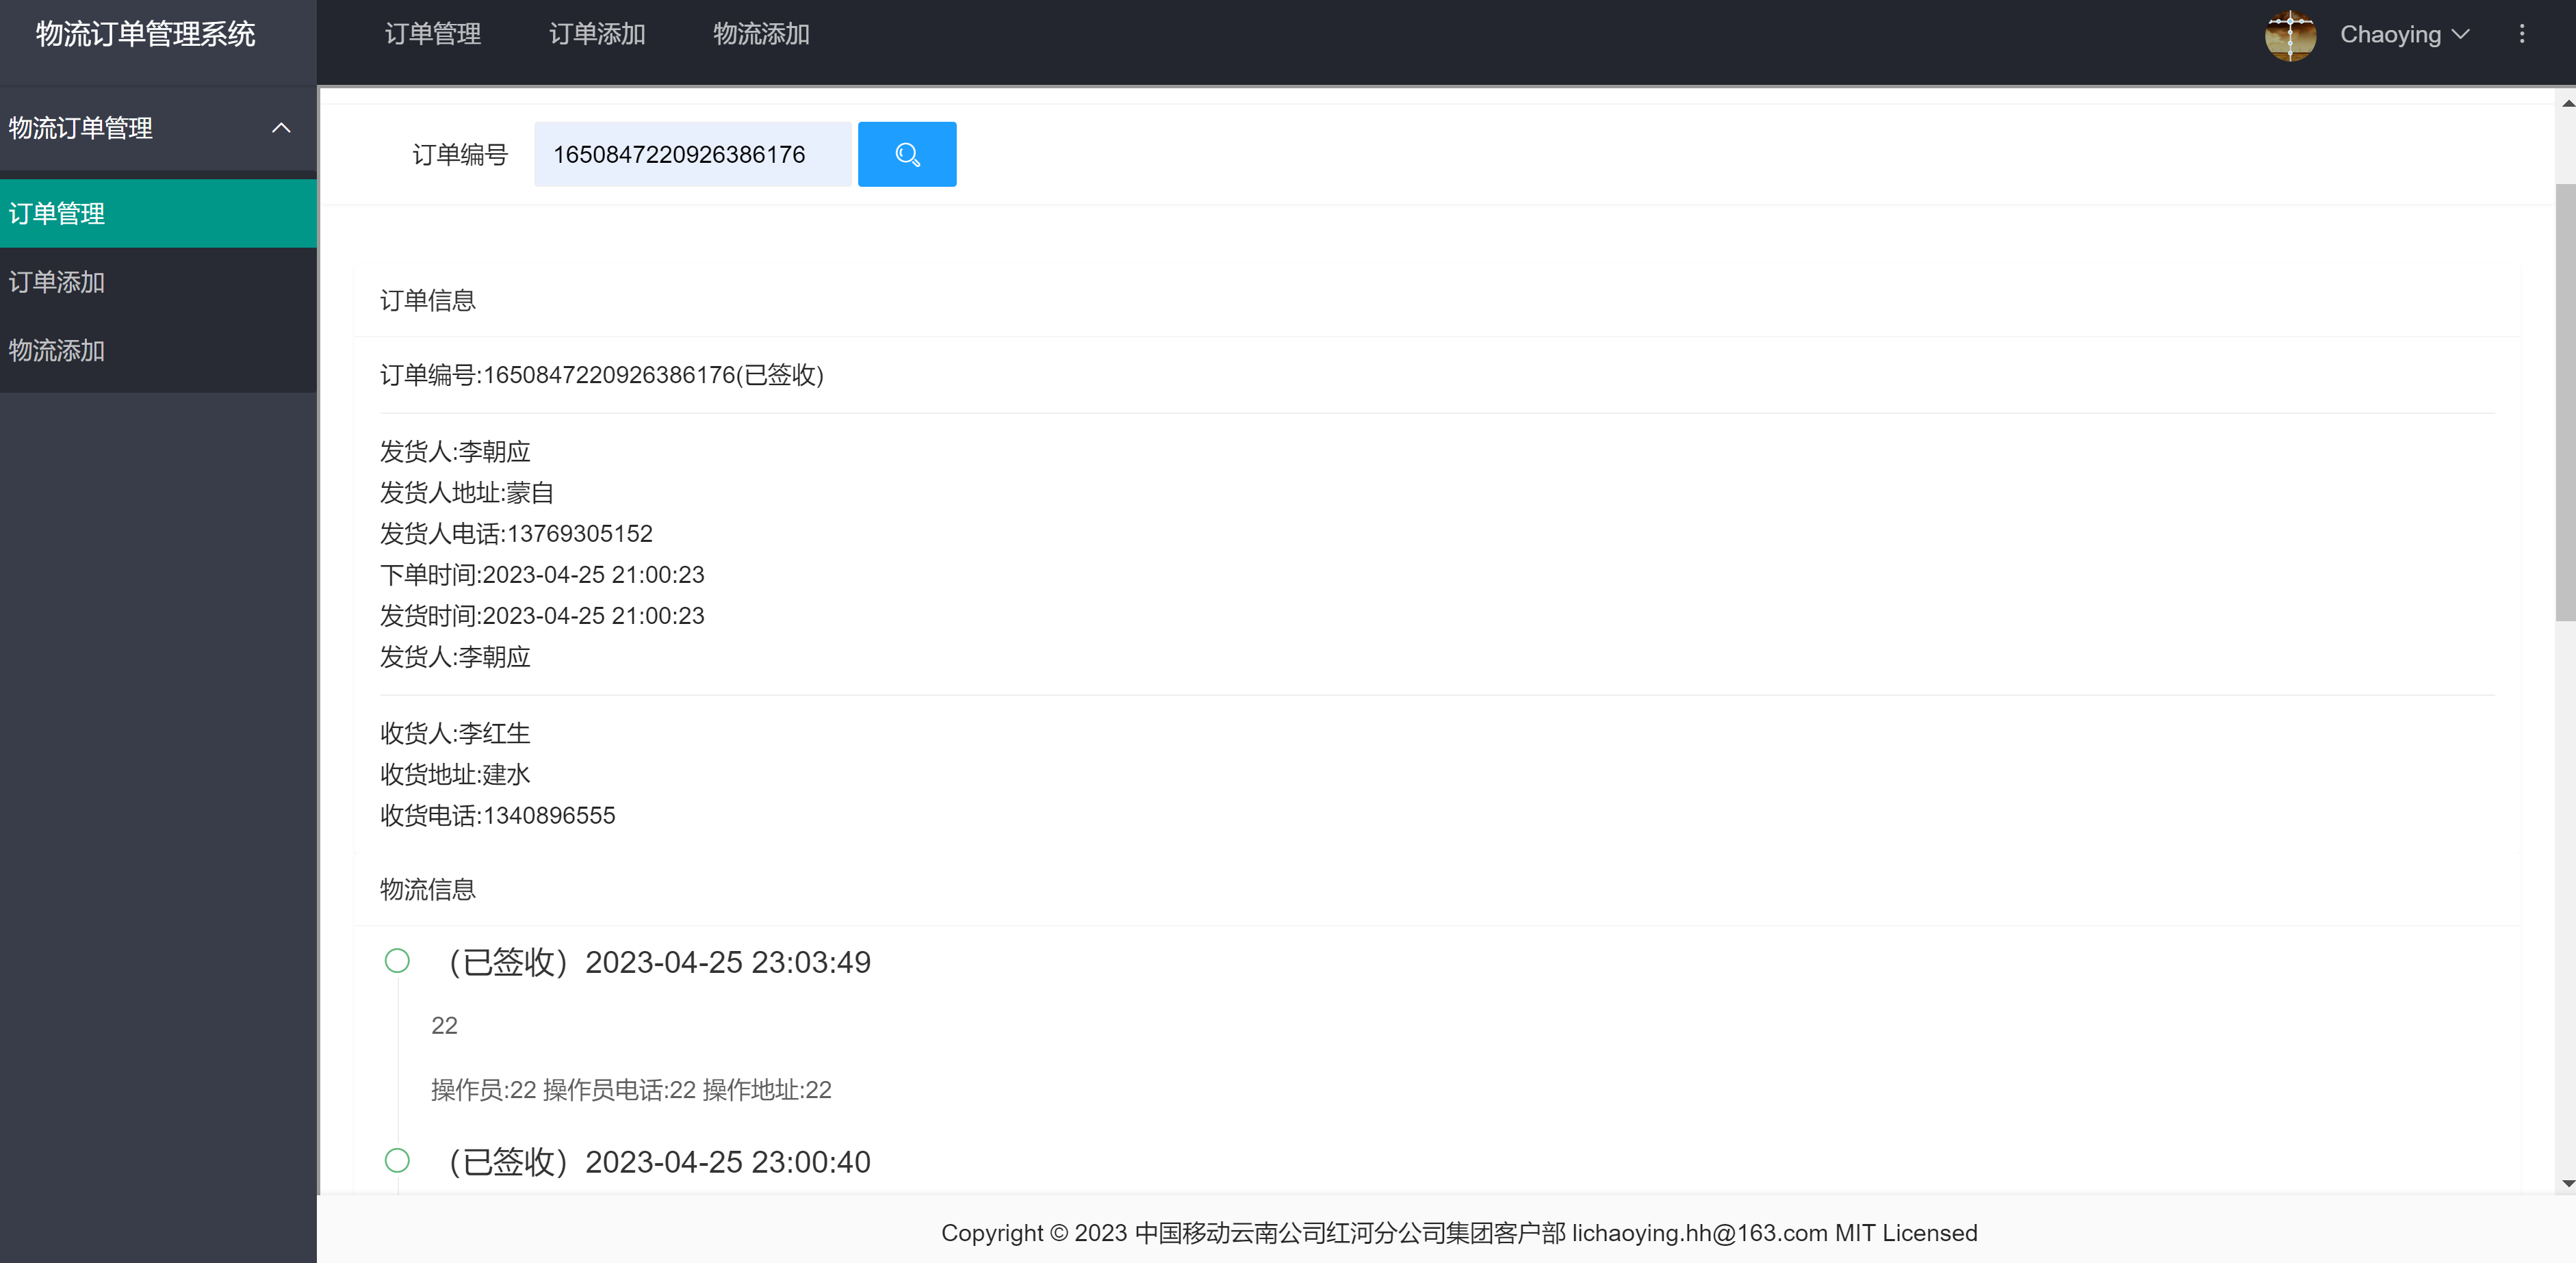 物流订单管理系统
订单管理
订单添加
物流添加
Chaoying
物流订单管理
订单管理
订单添加
物流添加
订单编号
1650847220926386176
订单信息
订单编号:1650847220926386176(已签收)
发货人:李朝应
发货人地址:蒙自
发货人电话:13769305152
下单时间:2023-04-25 21:00:23
发货时间:2023-04-25 21:00:23
发货人:李朝应
收货人:李红生
收货地址:建水
收货电话:1340896555
物流信息
（已签收）2023-04-25 23:03:49
22
操作员:22 操作员电话:22 操作地址:22
（已签收）2023-04-25 23:00:40
Copyright © 2023 中国移动云南公司红河分公司集团客户部 lichaoying.hh@163.com MIT Licensed